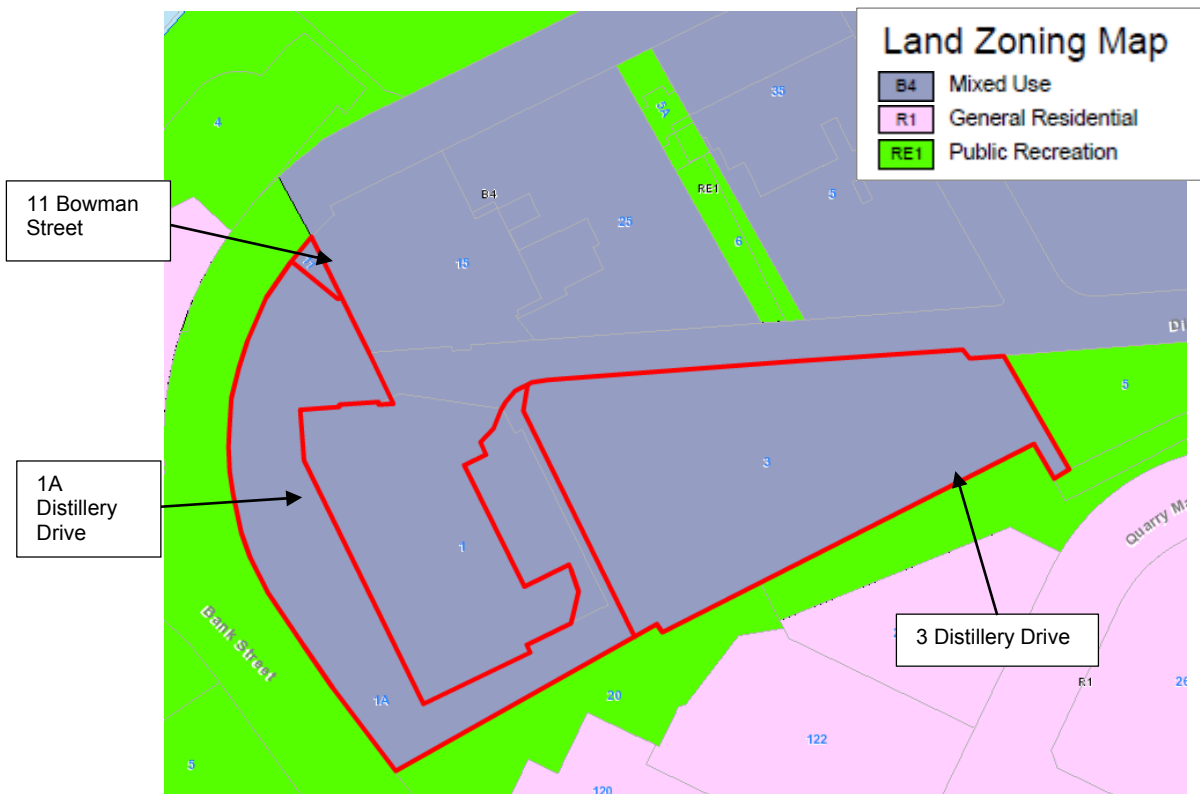 Land Zoning Map
B4 Mixed Use
R1 General Residential
RE1 Public Recreation
35
5A
4
11 Bowman
Street
B4
RE1
5
25
6
15
11
5
3
1A
Distillery
Drive
1
Quarry
Bank Street
3 Distillery Drive
20
R1
26
1A
122
5
120